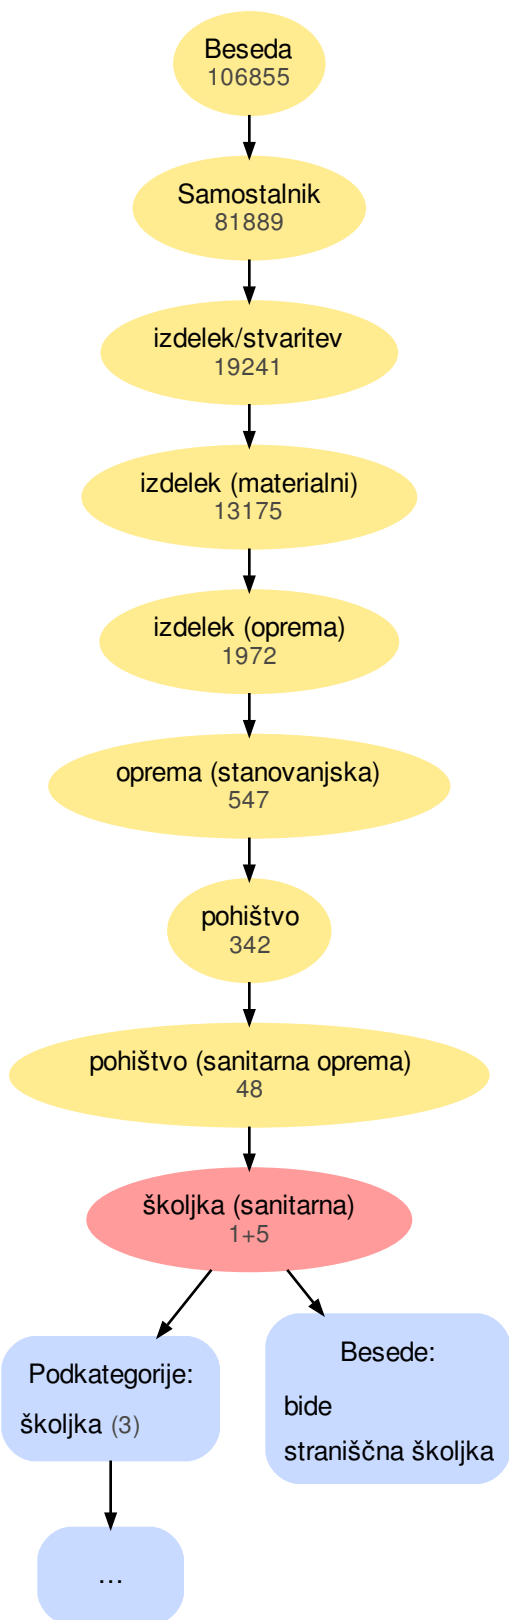 Beseda
106855
Samostalnik
81889
izdelek/stvaritev
19241
izdelek (materialni)
13175
izdelek (oprema)
1972
oprema (stanovanjska)
547
pohištvo
342
pohištvo (sanitarna oprema)
48
školjka (sanitarna)
1+5
Podkategorije:
školjka (3)
Besede:
bide
straniščna školjka
...